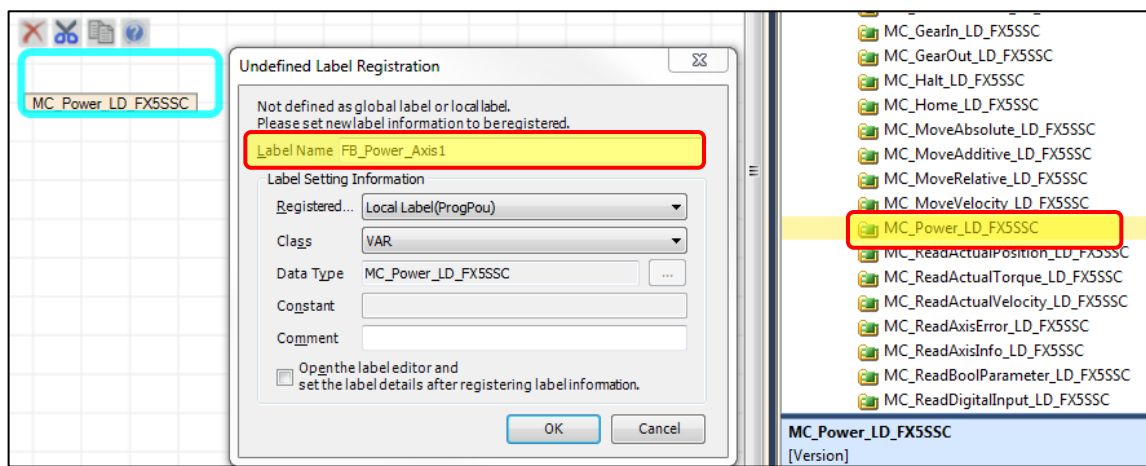 MC_Power_LD_FX5SSC
Undefined Label Registration
Not defined as global label or local label.
Please set new label information to be registered.
Label Name FB_Power_Axis1
Label Setting Information
Registered... Local Label(ProgPou)
Class VAR
Data Type MC_Power_LD_FX5SSC ...
Constant
Comment
Open the label editor and
set the label details after registering label information.
OK Cancel
MC_GearIn_LD_FX5SSC
MC_GearOut_LD_FX5SSC
MC_Halt_LD_FX5SSC
MC_Home_LD_FX5SSC
MC_MoveAbsolute_LD_FX5SSC
MC_MoveAdditive_LD_FX5SSC
MC_MoveRelative_LD_FX5SSC
MC_MoveVelocity_LD_FX5SSC
MC_Power_LD_FX5SSC
MC_ReadActualPosition_LD_FX5SSC
MC_ReadActualTorque_LD_FX5SSC
MC_ReadActualVelocity_LD_FX5SSC
MC_ReadAxisError_LD_FX5SSC
MC_ReadAxisInfo_LD_FX5SSC
MC_ReadBoolParameter_LD_FX5SSC
MC_ReadDigitalInput_LD_FX5SSC
MC_Power_LD_FX5SSC
[Version]